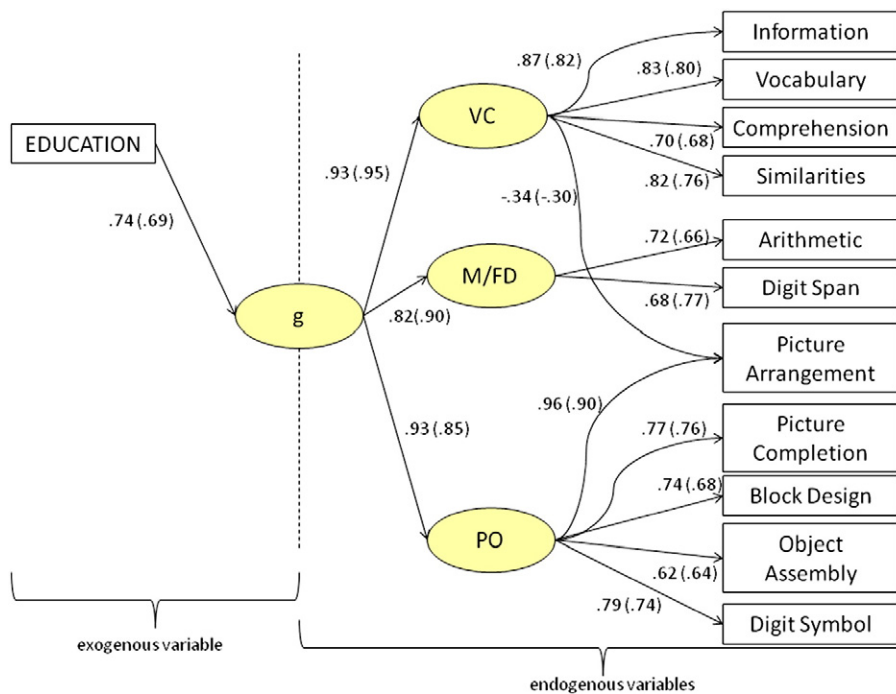 Information
.87 (.82)
.83 (.80)
Vocabulary
VC
Comprehension
EDUCATION
.70 (.68)
.93 (.95)
Similarities
.82 (.76)
-.34 (-.30)
.74 (.69)
.72 (.66)
Arithmetic
M/FD
Digit Span
.68 (.77)
g
.82(.90)
Picture
Arrangement
.96 (.90)
.93 (.85)
.77 (.76)
Picture
Completion
.74 (.68)
Block Design
PO
Object
Assembly
.62 (.64)
.79 (.74)
Digit Symbol
exogenous variable
endogenous variables